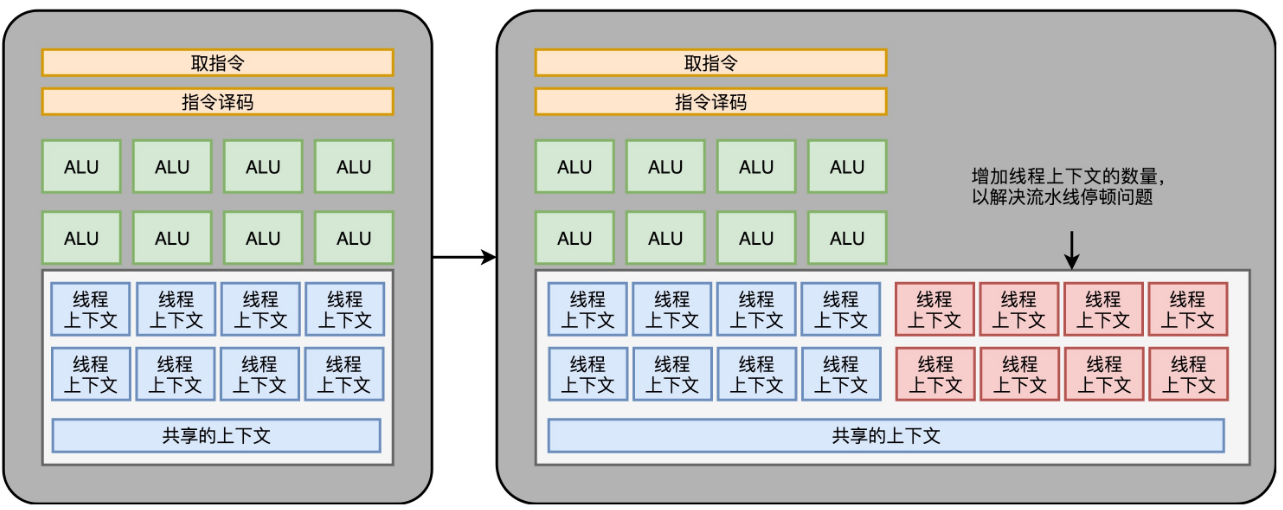 取指令
指令译码
ALU ALU ALU ALU
ALU ALU ALU ALU
线程 线程 线程 线程
上下文 上下文 上下文 上下文
线程 线程 线程 线程
上下文 上下文 上下文 上下文
共享的上下文
取指令
指令译码
ALU ALU ALU ALU
ALU ALU ALU ALU
增加线程上下文的数量，
以解决流水线停顿问题
线程 线程 线程 线程 线程 线程 线程 线程
上下文 上下文 上下文 上下文 上下文 上下文 上下文 上下文
线程 线程 线程 线程 线程 线程 线程 线程
上下文 上下文 上下文 上下文 上下文 上下文 上下文 上下文
共享的上下文